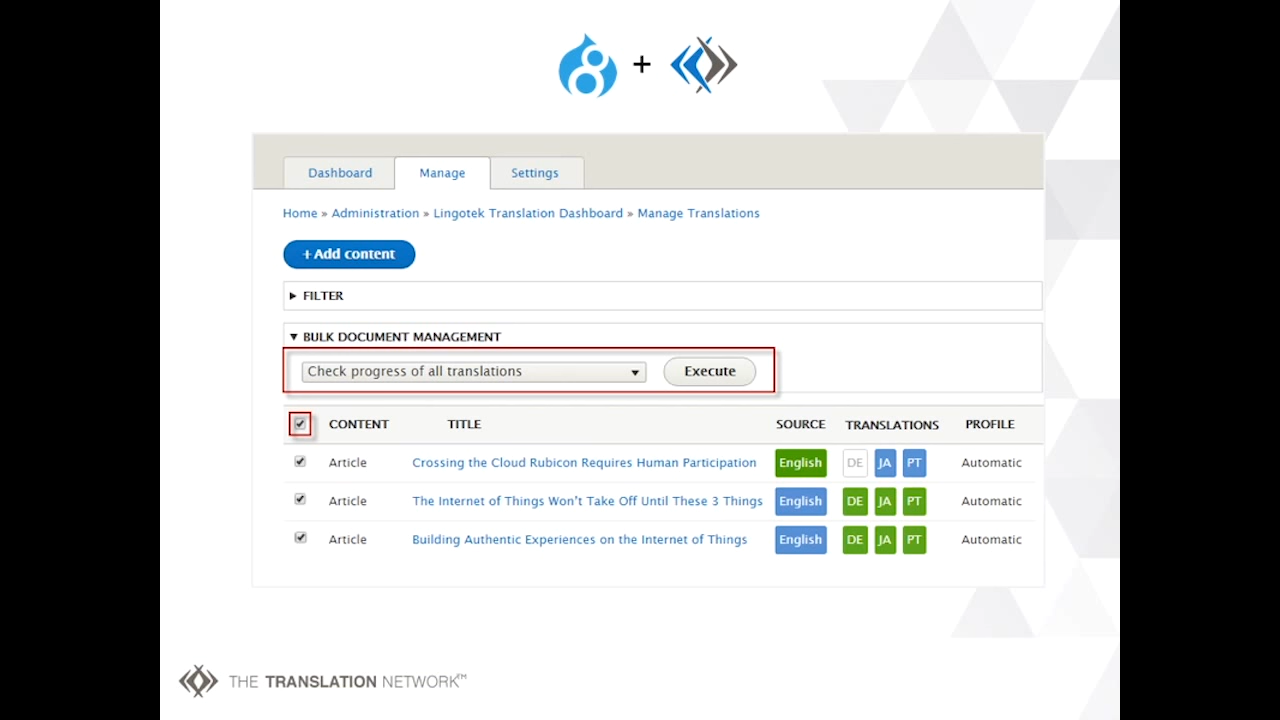 8 +
Dashboard Manage Settings
Home » Administration » Lingotek Translation Dashboard » Manage Translations
+ Add content
FILTER
BULK DOCUMENT MANAGEMENT
Check progress of all translations Execute
CONTENT TITLE SOURCE TRANSLATIONS PROFILE
Article Crossing the Cloud Rubicon Requires Human Participation English DE JA PT Automatic
Article The Internet of Things Won't Take Off Until These 3 Things English DE JA PT Automatic
Article Building Authentic Experiences on the Internet of Things English DE JA PT Automatic
THE TRANSLATION NETWORK™